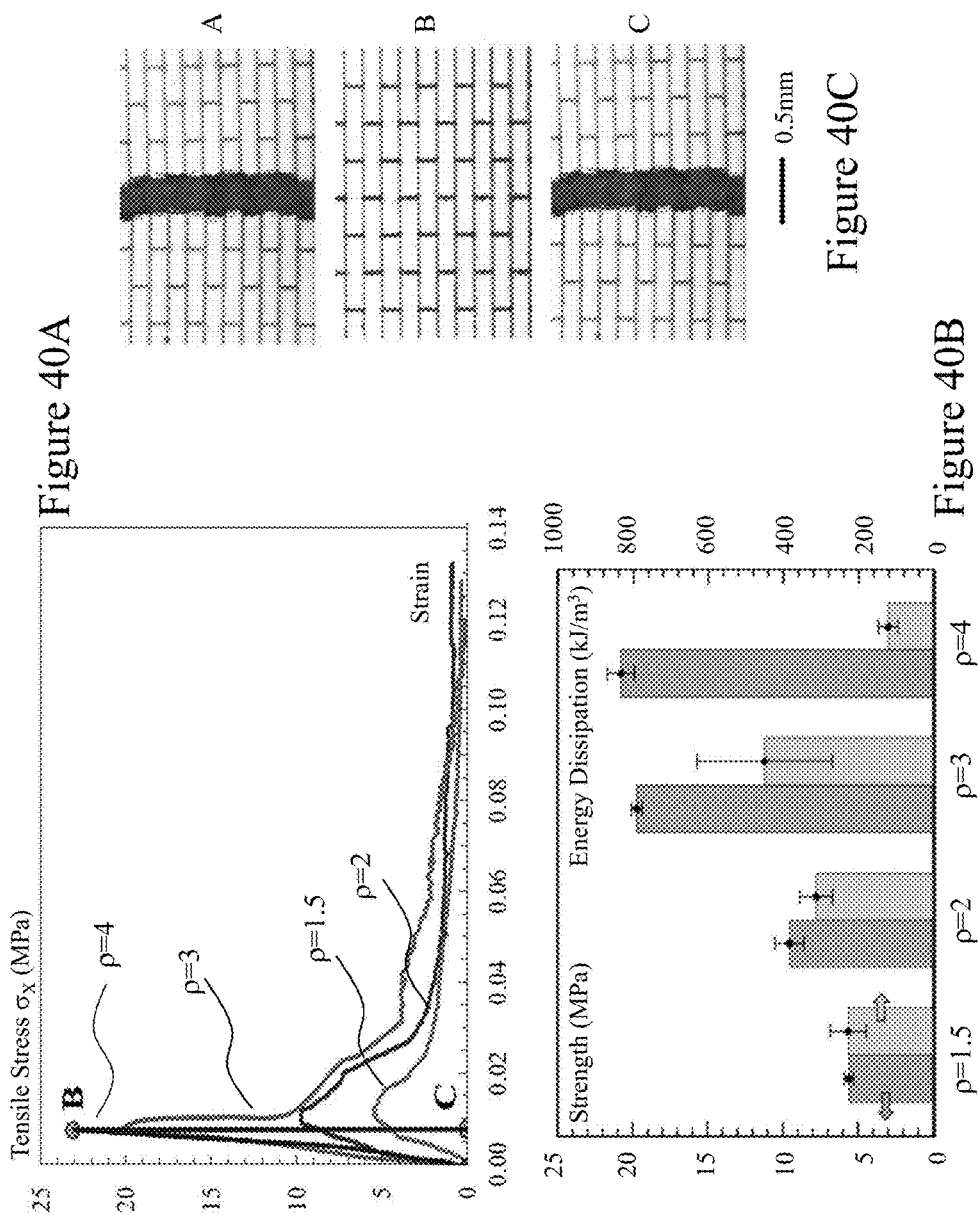 Figure 40A
Tensile Stress σX (MPa)
25
20
15
10
5
0
B
ρ=4
ρ=3
ρ=1.5
ρ=2
C
Strain
0.00
0.02
0.04
0.06
0.08
0.10
0.12
0.14
Strength (MPa)
Energy Dissipation (kJ/m³)
25
20
15
10
5
0
1000
800
600
400
200
0
ρ=1.5
ρ=2
ρ=3
ρ=4
Figure 40B
A
B
C
0.5mm
Figure 40C